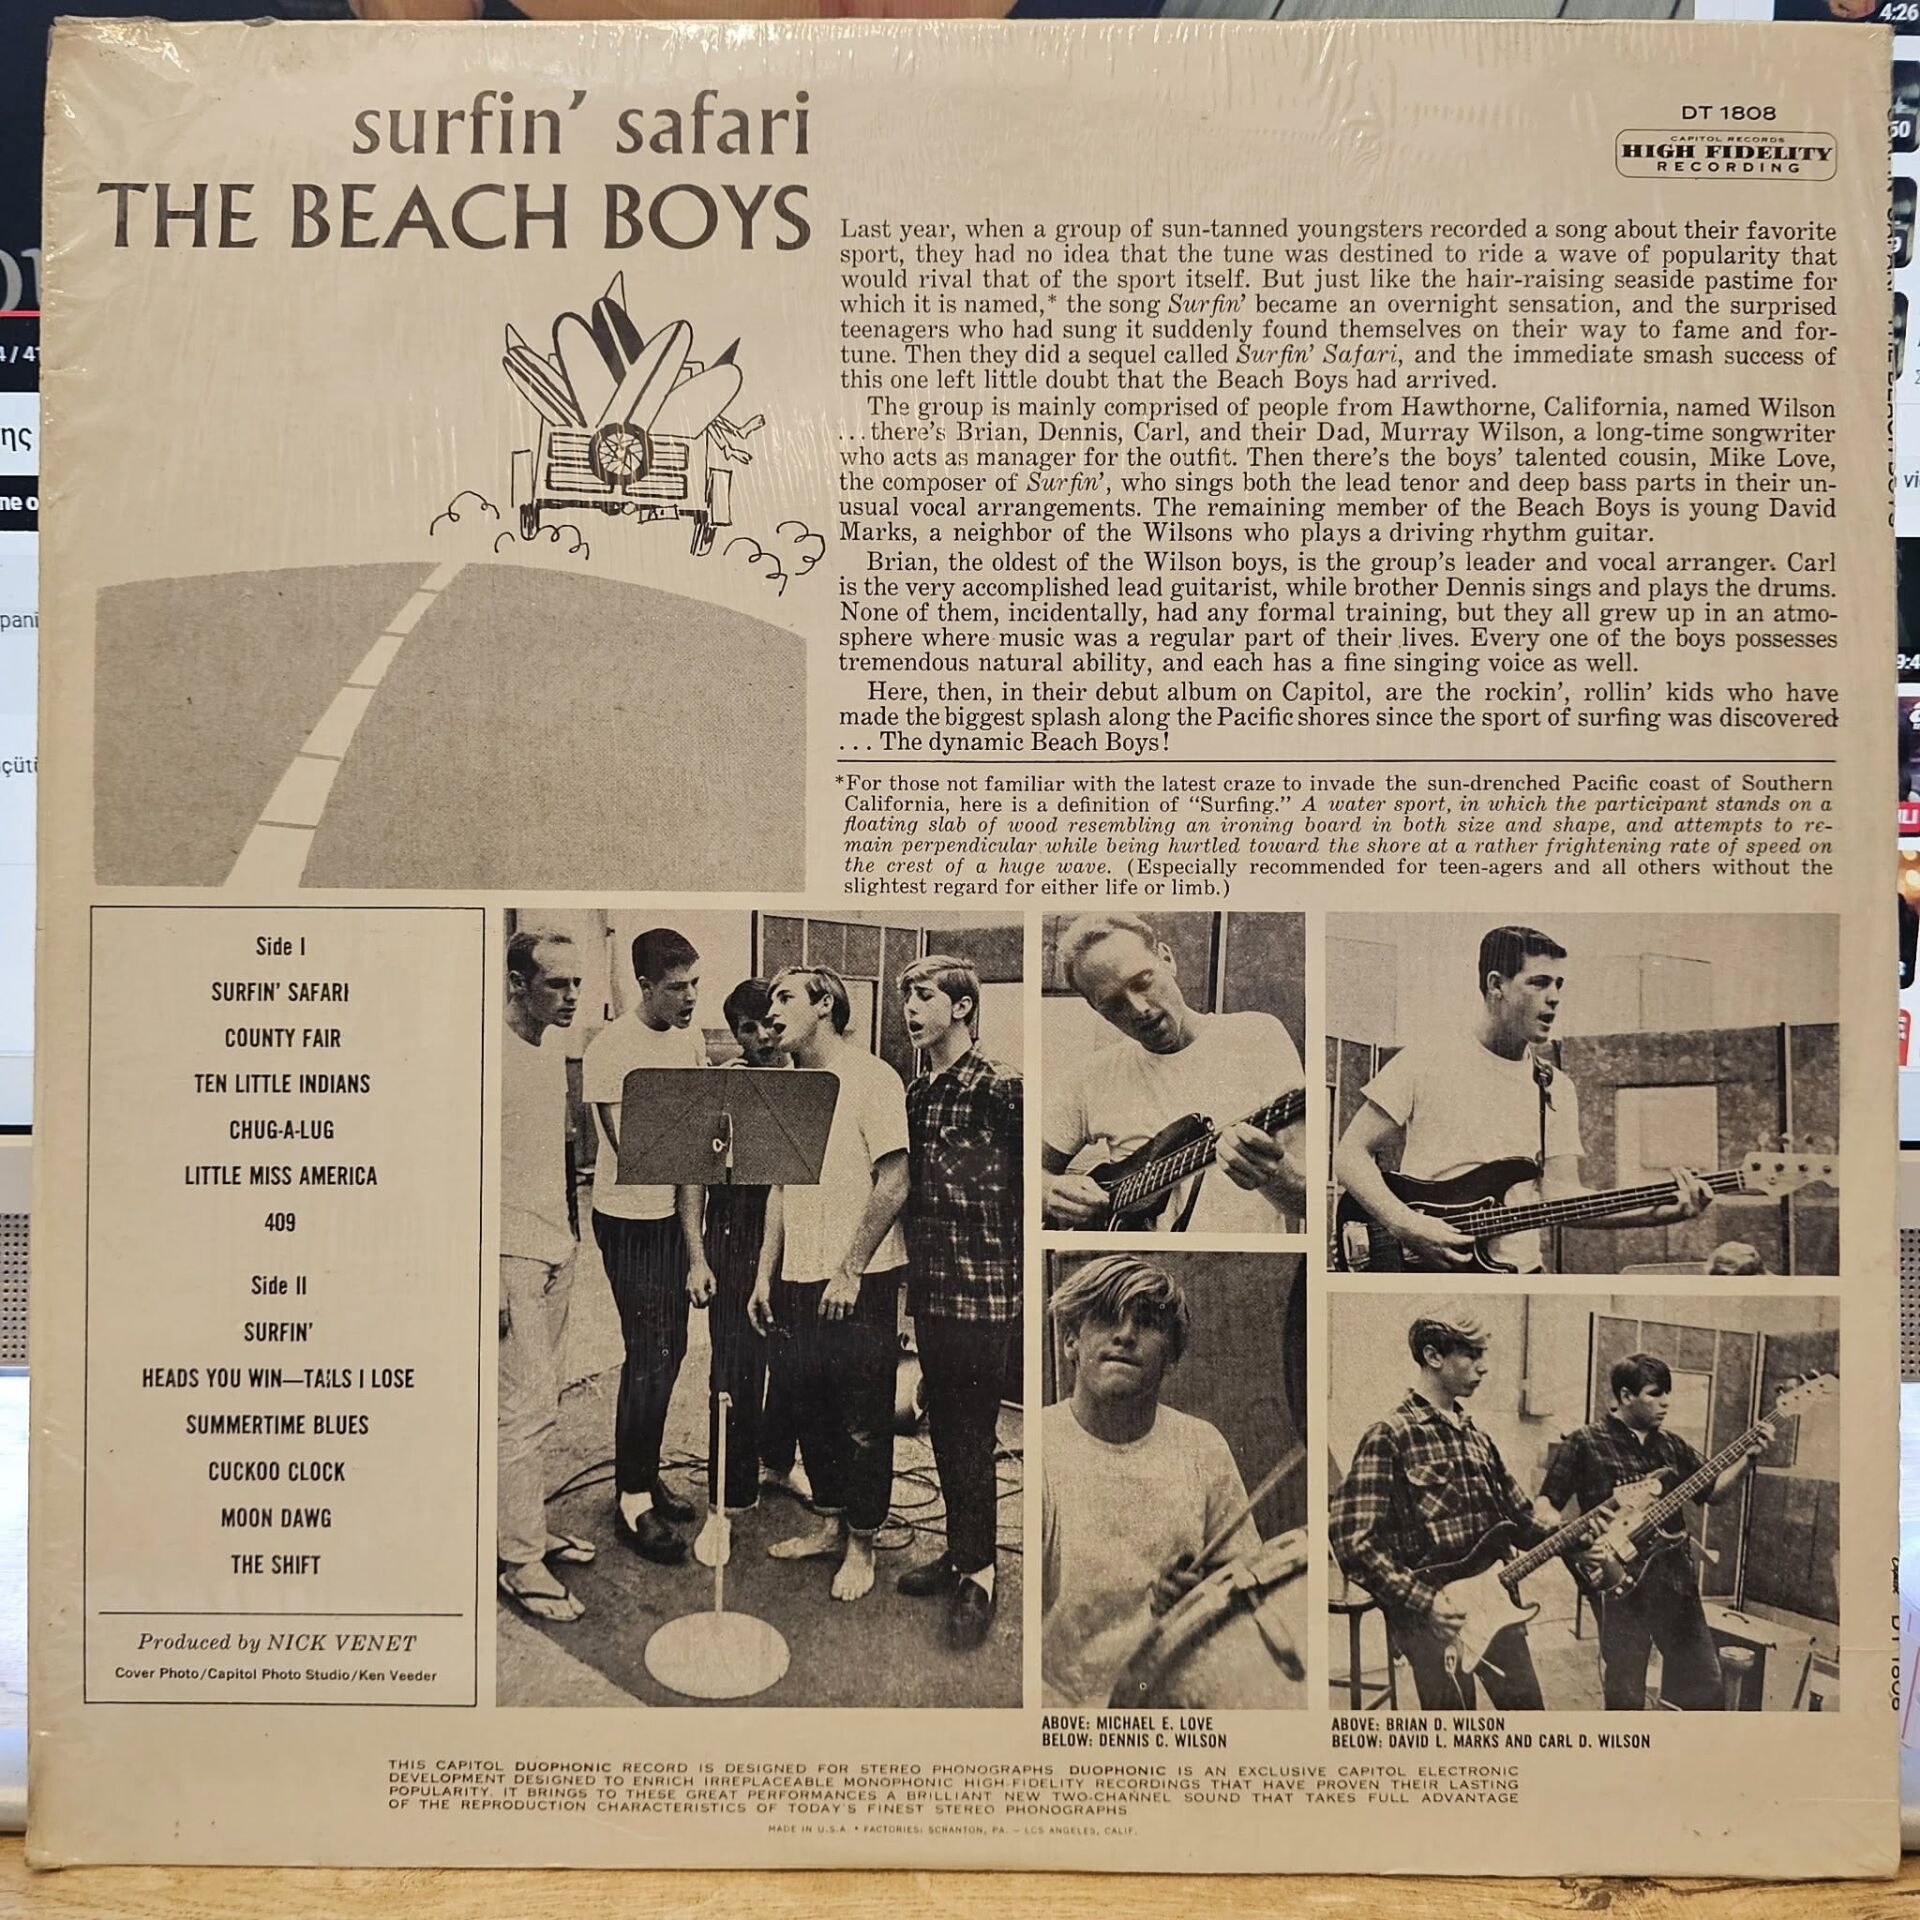 surfin' safari
THE BEACH BOYS
DT 1808
CAPITOL RECORDS
HIGH FIDELITY
RECORDING
Last year, when a group of sun-tanned youngsters recorded a song about their favorite
sport, they had no idea that the tune was destined to ride a wave of popularity that
would rival that of the sport itself. But just like the hair-raising seaside pastime for
which it is named,* the song Surfin' became an overnight sensation, and the surprised
teenagers who had sung it suddenly found themselves on their way to fame and for-
tune. Then they did a sequel called Surfin' Safari, and the immediate smash success of
this one left little doubt that the Beach Boys had arrived.
The group is mainly comprised of people from Hawthorne, California, named Wilson
...there's Brian, Dennis, Carl, and their Dad, Murray Wilson, a long-time songwriter
who acts as manager for the outfit. Then there's the boys' talented cousin, Mike Love,
the composer of Surfin', who sings both the lead tenor and deep bass parts in their un-
usual vocal arrangements. The remaining member of the Beach Boys is young David
Marks, a neighbor of the Wilsons who plays a driving rhythm guitar.
Brian, the oldest of the Wilson boys, is the group's leader and vocal arranger. Carl
is the very accomplished lead guitarist, while brother Dennis sings and plays the drums.
None of them, incidentally, had any formal training, but they all grew up in an atmo-
sphere where music was a regular part of their lives. Every one of the boys possesses
tremendous natural ability, and each has a fine singing voice as well.
Here, then, in their debut album on Capitol, are the rockin', rollin' kids who have
made the biggest splash along the Pacific shores since the sport of surfing was discovered
... The dynamic Beach Boys!
*For those not familiar with the latest craze to invade the sun-drenched Pacific coast of Southern
California, here is a definition of "Surfing." A water sport, in which the participant stands on a
floating slab of wood resembling an ironing board in both size and shape, and attempts to re-
main perpendicular while being hurtled toward the shore at a rather frightening rate of speed on
the crest of a huge wave. (Especially recommended for teen-agers and all others without the
slightest regard for either life or limb.)
Side I
SURFIN' SAFARI
COUNTY FAIR
TEN LITTLE INDIANS
CHUG-A-LUG
LITTLE MISS AMERICA
409
Side II
SURFIN'
HEADS YOU WIN—TAILS I LOSE
SUMMERTIME BLUES
CUCKOO CLOCK
MOON DAWG
THE SHIFT
Produced by NICK VENET
Cover Photo/Capitol Photo Studio/Ken Veeder
ABOVE: MICHAEL E. LOVE
BELOW: DENNIS C. WILSON
ABOVE: BRIAN D. WILSON
BELOW: DAVID L. MARKS AND CARL D. WILSON
THIS CAPITOL DUOPHONIC RECORD IS DESIGNED FOR STEREO PHONOGRAPHS DUOPHONIC IS AN EXCLUSIVE CAPITOL ELECTRONIC
DEVELOPMENT DESIGNED TO ENRICH IRREPLACEABLE MONOPHONIC HIGH-FIDELITY RECORDINGS THAT HAVE PROVEN THEIR LASTING
POPULARITY. IT BRINGS TO THESE GREAT PERFORMANCES A BRILLIANT NEW TWO-CHANNEL SOUND THAT TAKES FULL ADVANTAGE
OF THE REPRODUCTION CHARACTERISTICS OF TODAY'S FINEST STEREO PHONOGRAPHS
MADE IN U.S.A. • FACTORIES: SCRANTON, PA. — LOS ANGELES, CALIF.
4:26